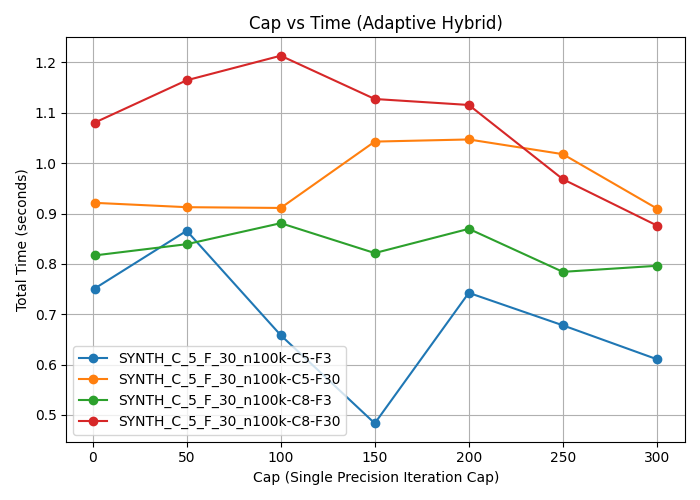 Cap vs Time (Adaptive Hybrid)
Total Time (seconds)
1.2
1.1
1.0
0.9
0.8
0.7
0.6
0.5
SYNTH_C_5_F_30_n100k-C5-F3
SYNTH_C_5_F_30_n100k-C5-F30
SYNTH_C_5_F_30_n100k-C8-F3
SYNTH_C_5_F_30_n100k-C8-F30
0 50 100 150 200 250 300
Cap (Single Precision Iteration Cap)